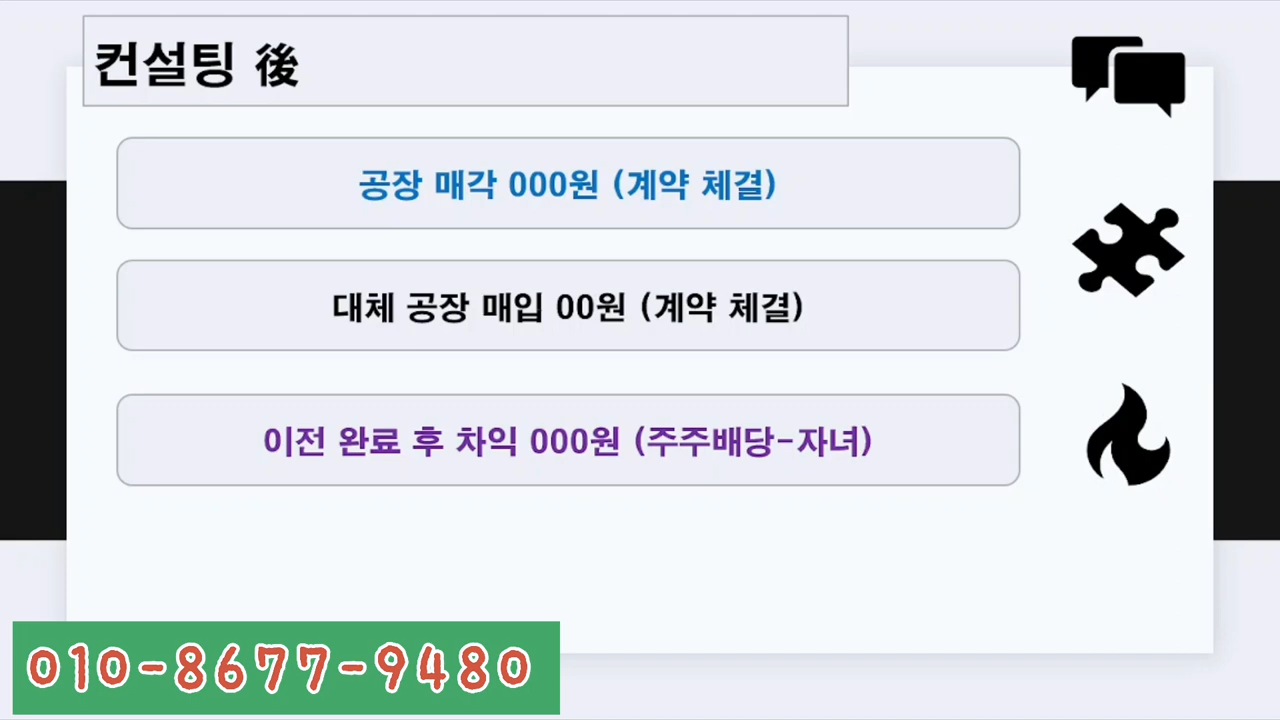 컨설팅 後
공장 매각 000원 (계약 체결)
대체 공장 매입 00원 (계약 체결)
이전 완료 후 차익 000원 (주주배당-자녀)
010-8677-9480